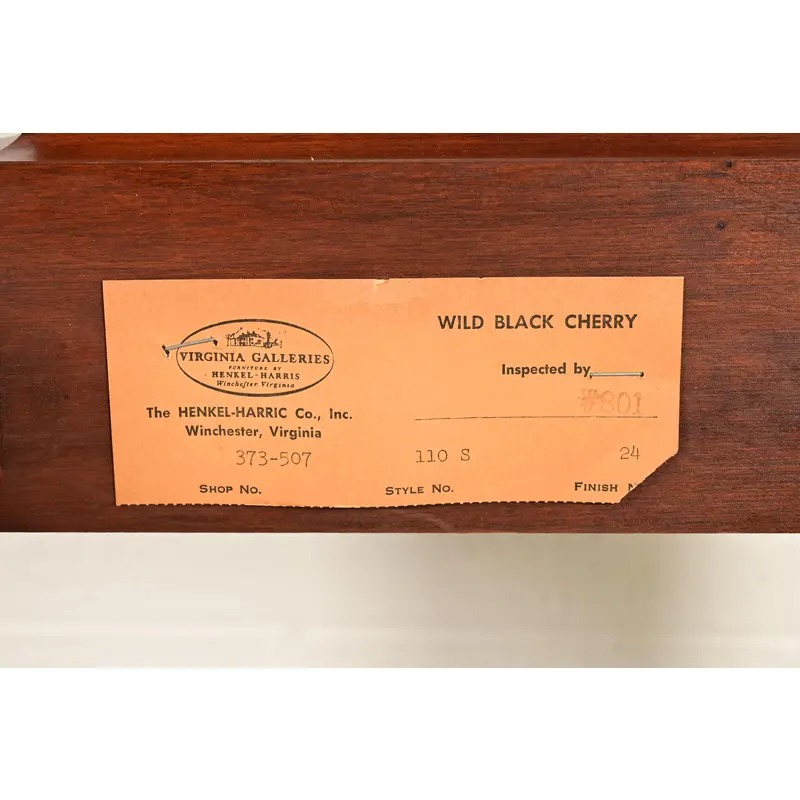 VIRGINIA GALLERIES
FURNITURE BY
HENKEL-HARRIS
Winchester, Virginia
The HENKEL-HARRIC Co., Inc.
Winchester, Virginia
373-507
SHOP NO.
WILD BLACK CHERRY
Inspected by
#801
110 S
STYLE NO.
24
FINISH